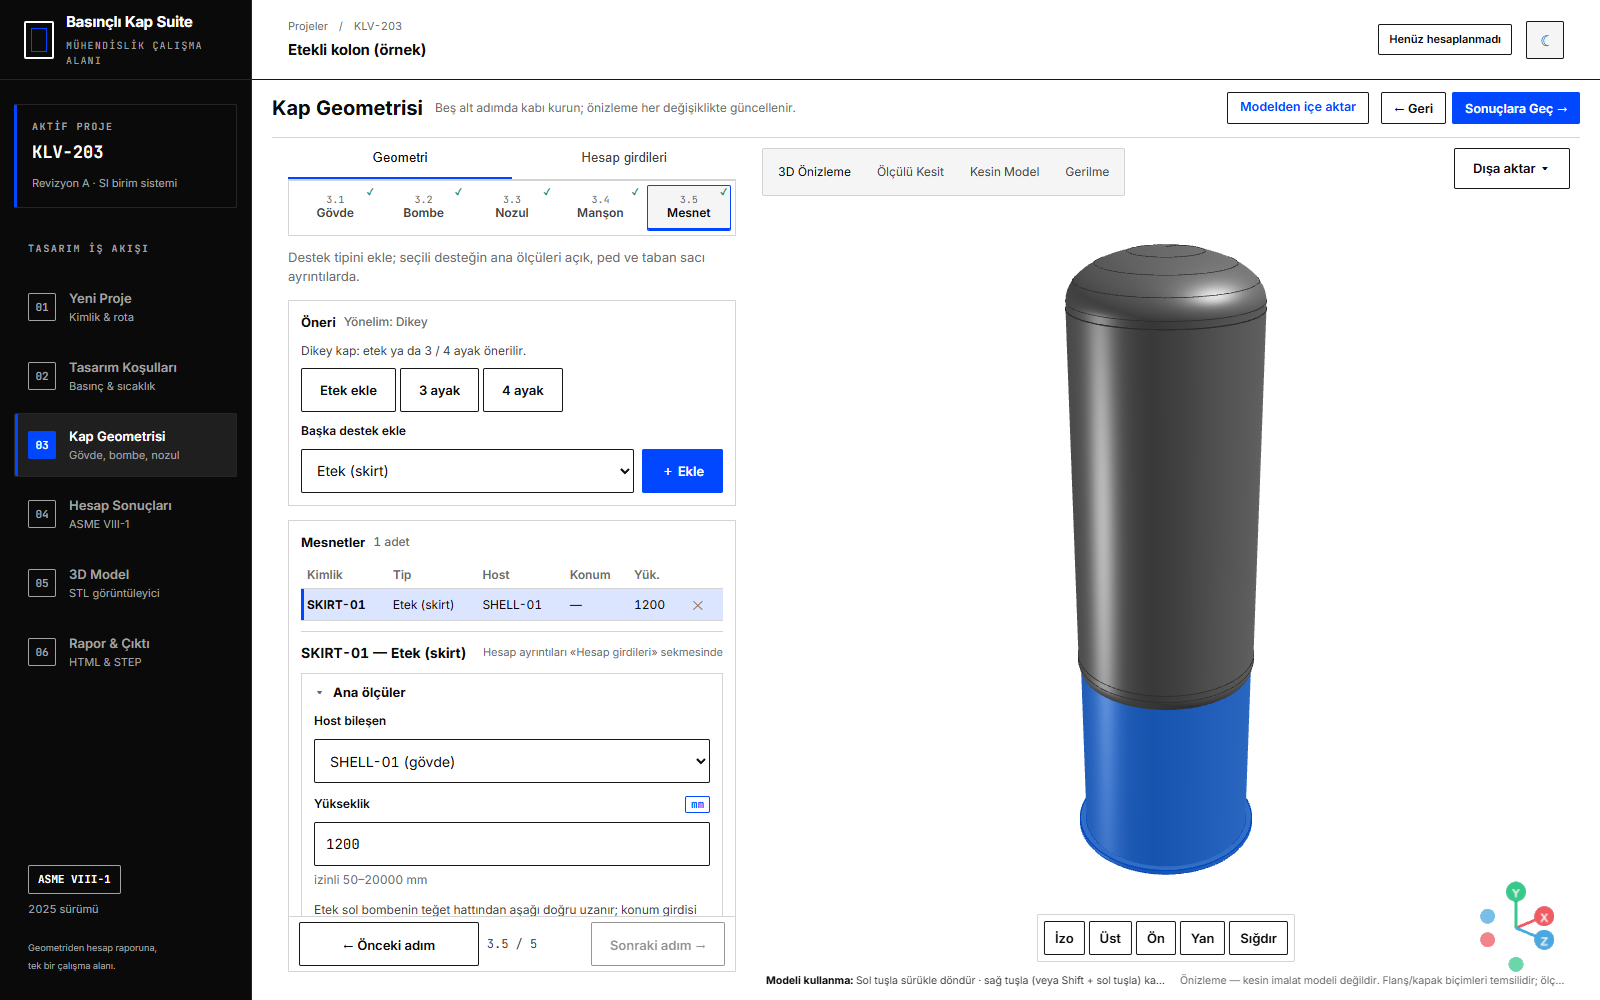 Basınçlı Kap Suite
MÜHENDİSLİK ÇALIŞMA
ALANI
AKTİF PROJE
KLV-203
Revizyon A · SI birim sistemi
TASARIM İŞ AKIŞI
01
Yeni Proje
Kimlik & rota
02
Tasarım Koşulları
Basınç & sıcaklık
03
Kap Geometrisi
Gövde, bombe, nozul
04
Hesap Sonuçları
ASME VIII-1
05
3D Model
STL görüntüleyici
06
Rapor & Çıktı
HTML & STEP
ASME VIII-1
2025 sürümü
Geometriden hesap raporuna,
tek bir çalışma alanı.
Projeler / KLV-203
Etekli kolon (örnek)
Henüz hesaplanmadı
Kap Geometrisi
Beş alt adımda kabı kurun; önizleme her değişiklikte güncellenir.
Modelden içe aktar
← Geri
Sonuçlara Geç →
Geometri
Hesap girdileri
3.1 ✓
Gövde
3.2 ✓
Bombe
3.3 ✓
Nozul
3.4 ✓
Manşon
3.5 ✓
Mesnet
Destek tipini ekle; seçili desteğin ana ölçüleri açık, ped ve taban sacı
ayrıntılarda.
Öneri Yönelim: Dikey
Dikey kap: etek ya da 3 / 4 ayak önerilir.
Etek ekle
3 ayak
4 ayak
Başka destek ekle
Etek (skirt)
+ Ekle
Mesnetler 1 adet
Kimlik Tip Host Konum Yük.
SKIRT-01 Etek (skirt) SHELL-01 — 1200 ×
SKIRT-01 — Etek (skirt)
Hesap ayrıntıları «Hesap girdileri» sekmesinde
Ana ölçüler
Host bileşen
SHELL-01 (gövde)
Yükseklik mm
1200
izinli 50–20000 mm
Etek sol bombenin teğet hattından aşağı doğru uzanır; konum girdisi
← Önceki adım
3.5 / 5
Sonraki adım →
3D Önizleme
Ölçülü Kesit
Kesin Model
Gerilme
Dışa aktar
Y
X
Z
İzo
Üst
Ön
Yan
Sığdır
Modeli kullanma: Sol tuşla sürükle döndür · sağ tuşla (veya Shift + sol tuşla) ka...
Önizleme — kesin imalat modeli değildir. Flanş/kapak biçimleri temsilidir; ölç...